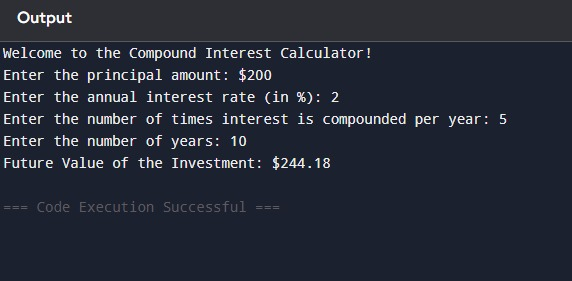 Output
Welcome to the Compound Interest Calculator!
Enter the principal amount: $200
Enter the annual interest rate (in %): 2
Enter the number of times interest is compounded per year: 5
Enter the number of years: 10
Future Value of the Investment: $244.18
=== Code Execution Successful ===